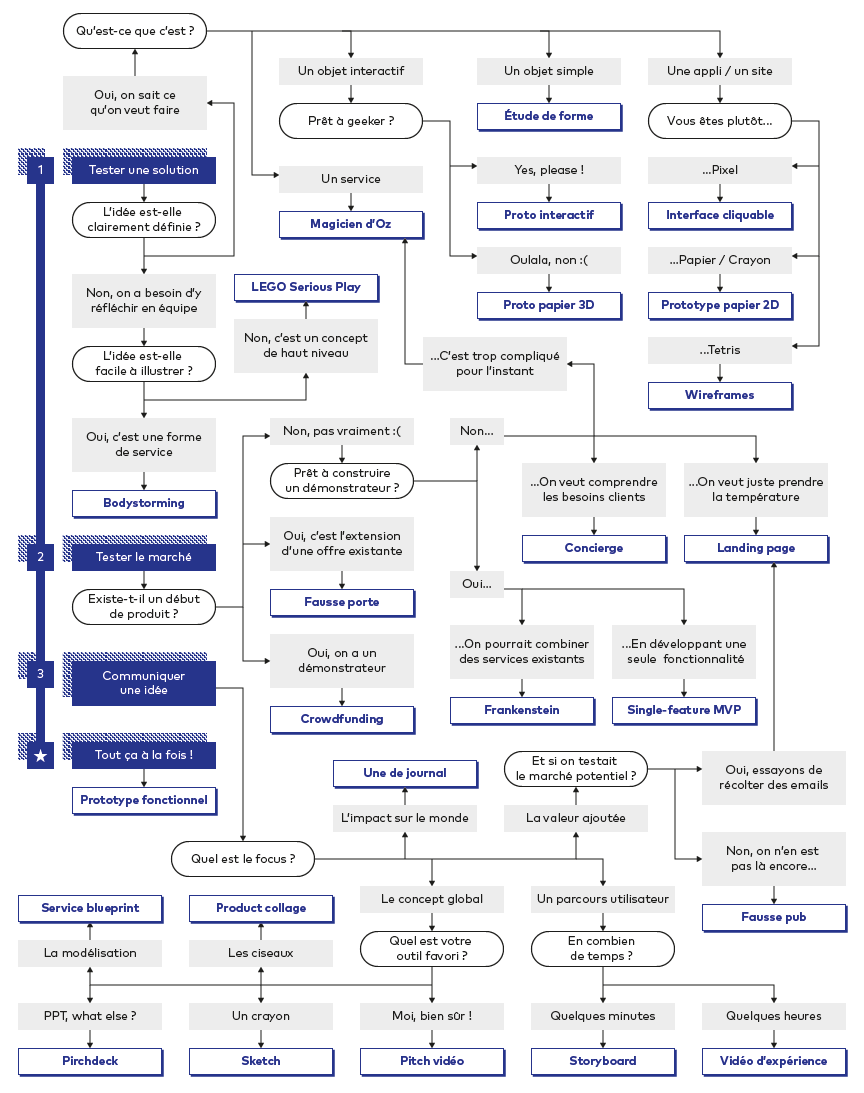 Qu'est-ce que c'est ?
Oui, on sait ce
qu'on veut faire
Un objet interactif
Un objet simple
Une appli / un site
Prêt à geeker ?
Étude de forme
Vous êtes plutôt...
1
Tester une solution
Un service
Yes, please !
...Pixel
L'idée est-elle
clairement définie ?
Magicien d'Oz
Proto interactif
Interface cliquable
Non, on a besoin d'y
réfléchir en équipe
LEGO Serious Play
Oulala, non :(
...Papier / Crayon
Proto papier 3D
Prototype papier 2D
Non, c'est un concept
de haut niveau
L'idée est-elle
facile à illustrer ?
...C'est trop compliqué
pour l'instant
...Tetris
Wireframes
Oui, c'est une forme
de service
Non, pas vraiment :(
Non...
Prêt à construire
un démonstrateur ?
...On veut comprendre
les besoins clients
...On veut juste prendre
la température
Bodystorming
Oui, c'est l'extension
d'une offre existante
Concierge
Landing page
2
Tester le marché
Existe-t-il un début
de produit ?
Fausse porte
Oui...
Oui, on a un
démonstrateur
...On pourrait combiner
des services existants
...En développant une
seule fonctionnalité
3
Communiquer
une idée
Crowdfunding
Frankenstein
Single-feature MVP
★
Tout ça à la fois !
Prototype fonctionnel
Une de journal
Et si on testait
le marché potentiel ?
Oui, essayons de
récolter des emails
L'impact sur le monde
La valeur ajoutée
Quel est le focus ?
Non, on n'en est
pas là encore...
Service blueprint
Product collage
Le concept global
Un parcours utilisateur
Fausse pub
La modélisation
Les ciseaux
Quel est votre
outil favori ?
En combien
de temps ?
PPT, what else ?
Un crayon
Moi, bien sûr !
Quelques minutes
Quelques heures
Pirchdeck
Sketch
Pitch vidéo
Storyboard
Vidéo d'expérience